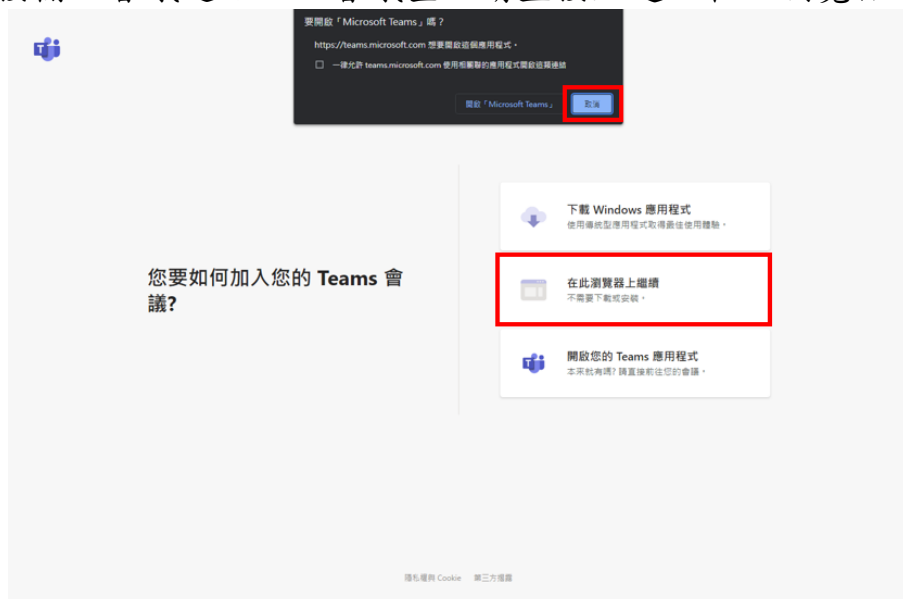 要開啟「Microsoft Teams」嗎？
https://teams.microsoft.com 想要開啟這個應用程式。
一律允許 teams.microsoft.com 使用相關聯的應用程式開啟這類連結
開啟「Microsoft Teams」
取消
下載 Windows 應用程式
使用傳統型應用程式取得最佳使用體驗。
您要如何加入您的 Teams 會
議?
在此瀏覽器上繼續
不需要下載或安裝。
開啟您的 Teams 應用程式
本來就有嗎? 請直接前往您的會議。
隱私權與 Cookie
第三方揭露